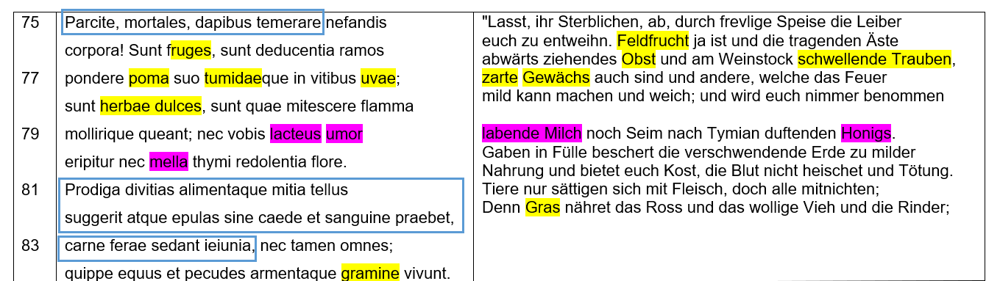 75 Parcite, mortales, dapibus temerare nefandis
corpora! Sunt fruges, sunt deducentia ramos
77 pondere poma suo tumidaeque in vitibus uvae;
sunt herbae dulces, sunt quae mitescere flamma
79 mollirique queant; nec vobis lacteus umor
eripitur nec mella thymi redolentia flore.
81 Prodiga divitias alimentaque mitia tellus
suggerit atque epulas sine caede et sanguine praebet,
83 carne ferae sedant ieiunia, nec tamen omnes;
quippe equus et pecudes armentaque gramine vivunt.
"Lasst, ihr Sterblichen, ab, durch frevlige Speise die Leiber
euch zu entweihn. Feldfrucht ja ist und die tragenden Äste
abwärts ziehendes Obst und am Weinstock schwellende Trauben,
zarte Gewächs auch sind und andere, welche das Feuer
mild kann machen und weich; und wird euch nimmer benommen
labende Milch noch Seim nach Tymian duftenden Honigs.
Gaben in Fülle beschert die verschwendende Erde zu milder
Nahrung und bietet euch Kost, die Blut nicht heischet und Tötung.
Tiere nur sättigen sich mit Fleisch, doch alle mitnichten;
Denn Gras nähret das Ross und das wollige Vieh und die Rinder;